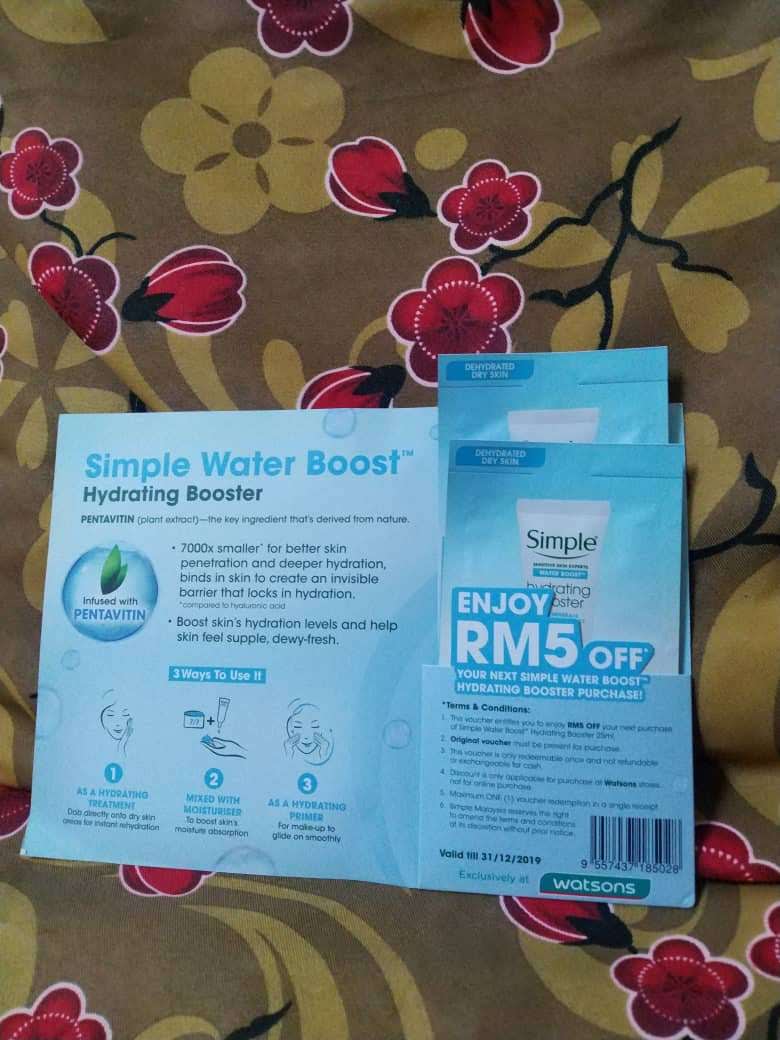 Simple Water Boost™
Hydrating Booster
PENTAVITIN (plant extract)—the key ingredient that's derived from nature.
Infused with
PENTAVITIN
• 7000x smaller* for better skin
penetration and deeper hydration,
binds in skin to create an invisible
barrier that locks in hydration.
*compared to hyaluronic acid
• Boost skin's hydration levels and help
skin feel supple, dewy-fresh.
3 Ways To Use It
1
AS A HYDRATING
TREATMENT
Dab directly onto dry skin
areas for instant rehydration
2
MIXED WITH
MOISTURISER
To boost skin's
moisture absorption
3
AS A HYDRATING
PRIMER
For make-up to
glide on smoothly
DEHYDRATED
DRY SKIN
DEHYDRATED
DRY SKIN
Simple
SENSITIVE SKIN EXPERTS
WATER BOOST™
hydrating
ENJOY
RM5 OFF*
YOUR NEXT SIMPLE WATER BOOST™
HYDRATING BOOSTER PURCHASE!
*Terms & Conditions:
1. This voucher entitles you to enjoy RM5 OFF your next purchase
of Simple Water Boost™ Hydrating Booster 25ml.
2. Original voucher must be present for purchase.
3. This voucher is only redeemable once and not refundable
or exchangeable for cash.
4. Discount is only applicable for purchase at Watsons stores,
not for online purchase.
5. Maximum ONE (1) voucher redemption in a single receipt.
6. Simple Malaysia reserves the right
to amend the terms and conditions
at its discretion without prior notice.
Valid till 31/12/2019
9 557437 185028
Exclusively at watsons